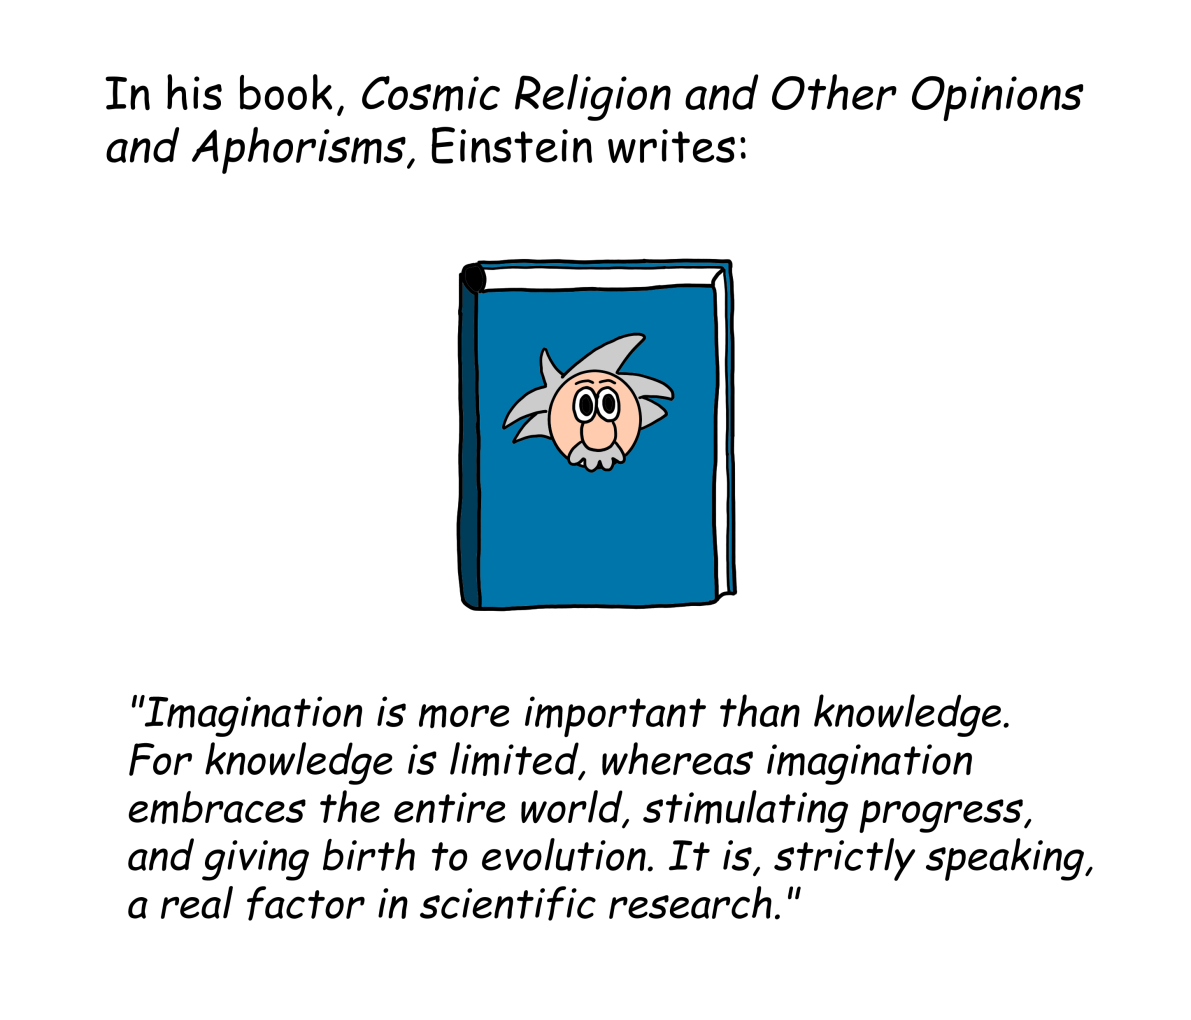 In his book, Cosmic Religion and Other Opinions
and Aphorisms, Einstein writes:
"Imagination is more important than knowledge.
For knowledge is limited, whereas imagination
embraces the entire world, stimulating progress,
and giving birth to evolution. It is, strictly speaking,
a real factor in scientific research."